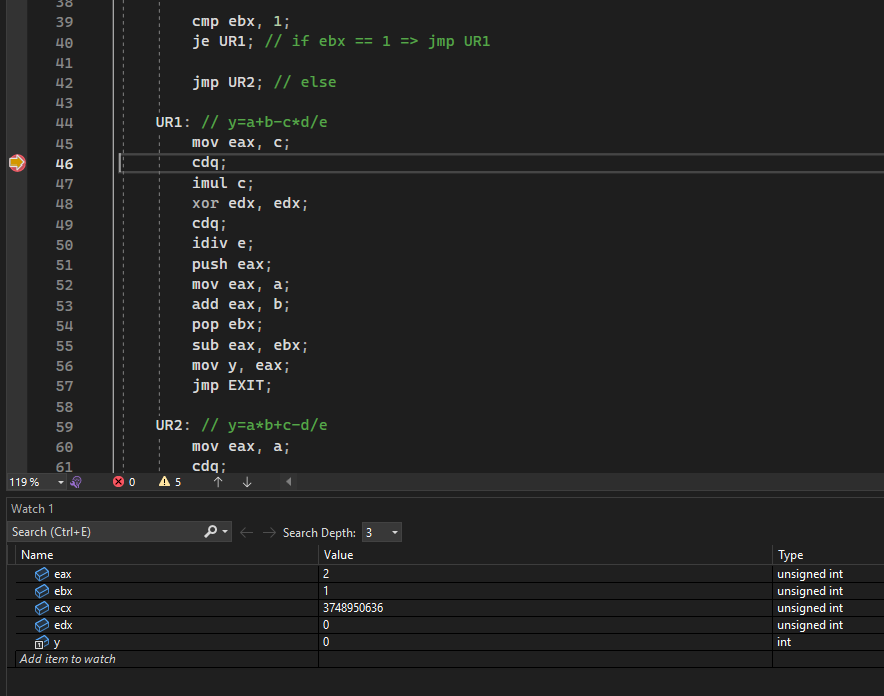 38
39 cmp ebx, 1;
40 je UR1; // if ebx == 1 => jmp UR1
41
42 jmp UR2; // else
43
44 UR1: // y=a+b-c*d/e
45 mov eax, c;
46 cdq;
47 imul c;
48 xor edx, edx;
49 cdq;
50 idiv e;
51 push eax;
52 mov eax, a;
53 add eax, b;
54 pop ebx;
55 sub eax, ebx;
56 mov y, eax;
57 jmp EXIT;
58
59 UR2: // y=a*b+c-d/e
60 mov eax, a;
61 cdq;
119 % 0 5
Watch 1
Search (Ctrl+E) Search Depth: 3
Name Value Type
eax 2 unsigned int
ebx 1 unsigned int
ecx 3748950636 unsigned int
edx 0 unsigned int
y 0 int
Add item to watch